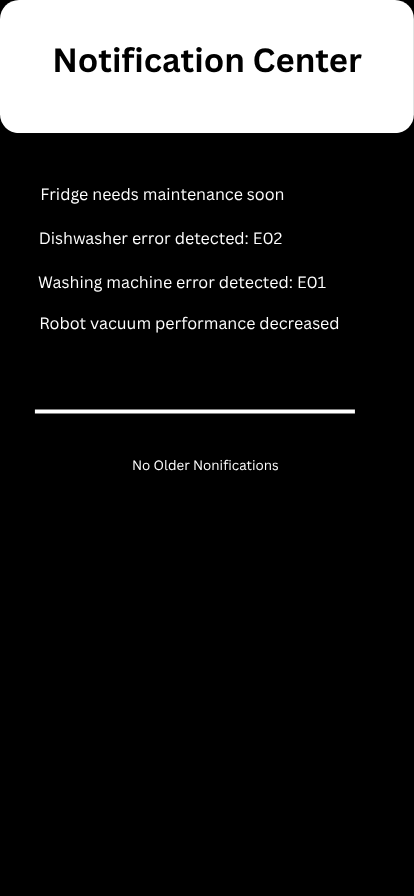 Notification Center
Fridge needs maintenance soon
Dishwasher error detected: E02
Washing machine error detected: E01
Robot vacuum performance decreased
No Older Nonifications